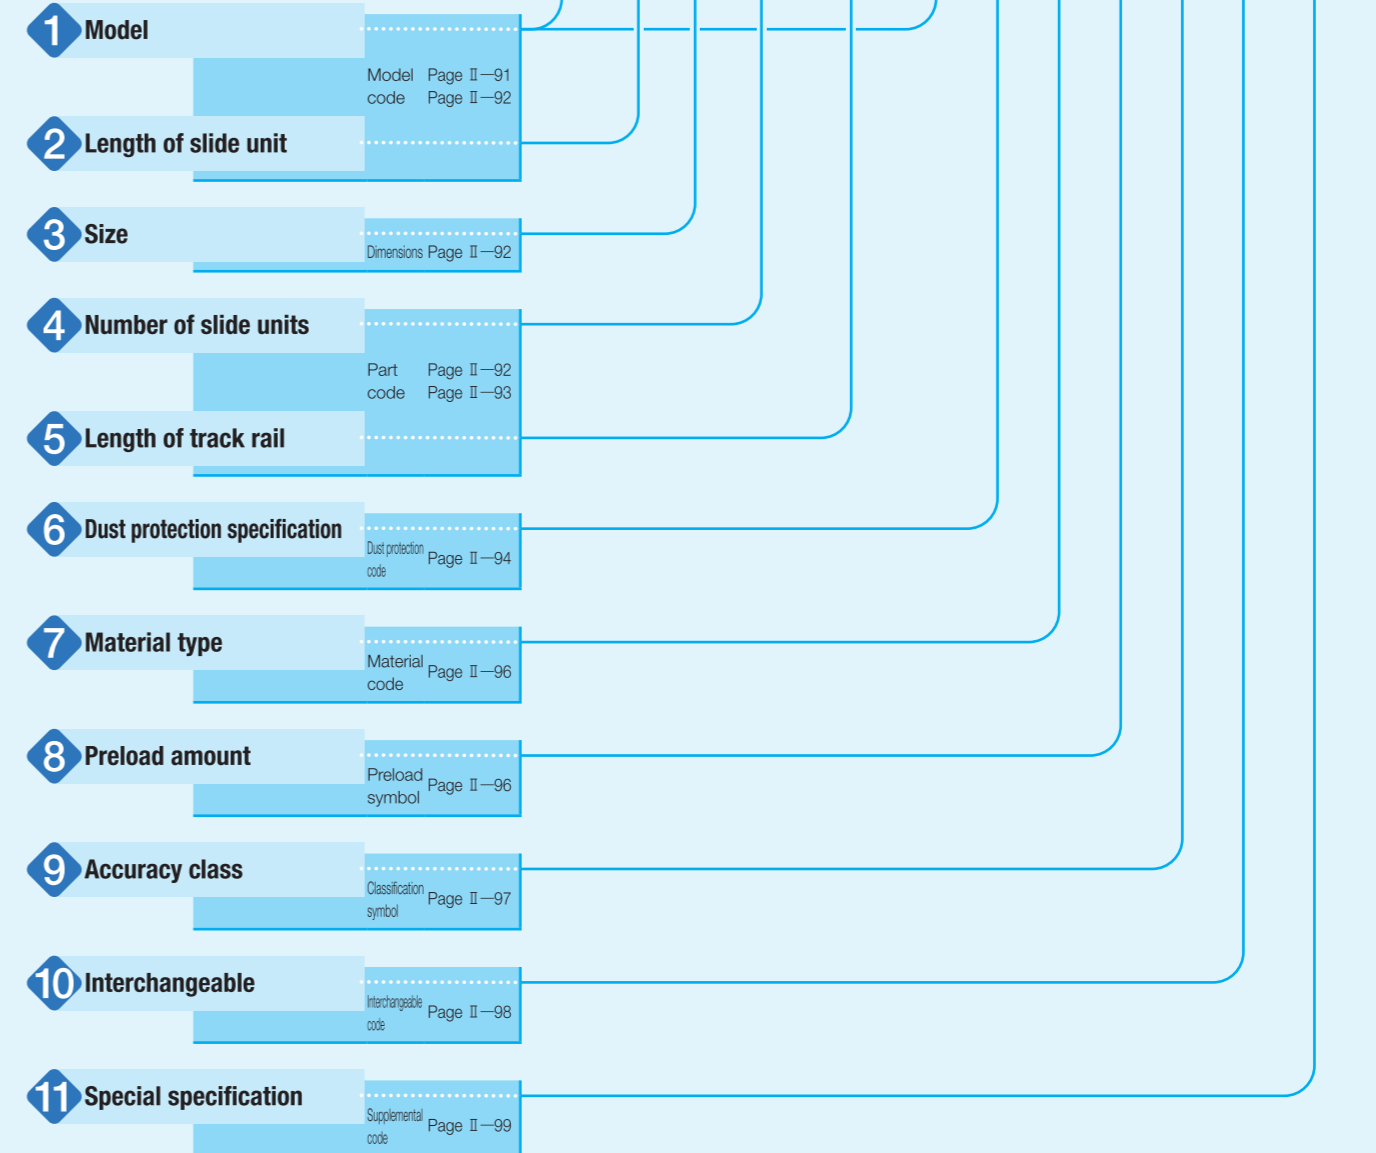 1 Model
Model Page Ⅱ—91
code Page Ⅱ—92
2 Length of slide unit
3 Size
Dimensions Page Ⅱ—92
4 Number of slide units
Part Page Ⅱ—92
code Page Ⅱ—93
5 Length of track rail
6 Dust protection specification
Dust protection
code
Page Ⅱ—94
7 Material type
Material
code
Page Ⅱ—96
8 Preload amount
Preload
symbol
Page Ⅱ—96
9 Accuracy class
Classification
symbol
Page Ⅱ—97
10 Interchangeable
Interchangeable
code
Page Ⅱ—98
11 Special specification
Supplemental
code
Page Ⅱ—99